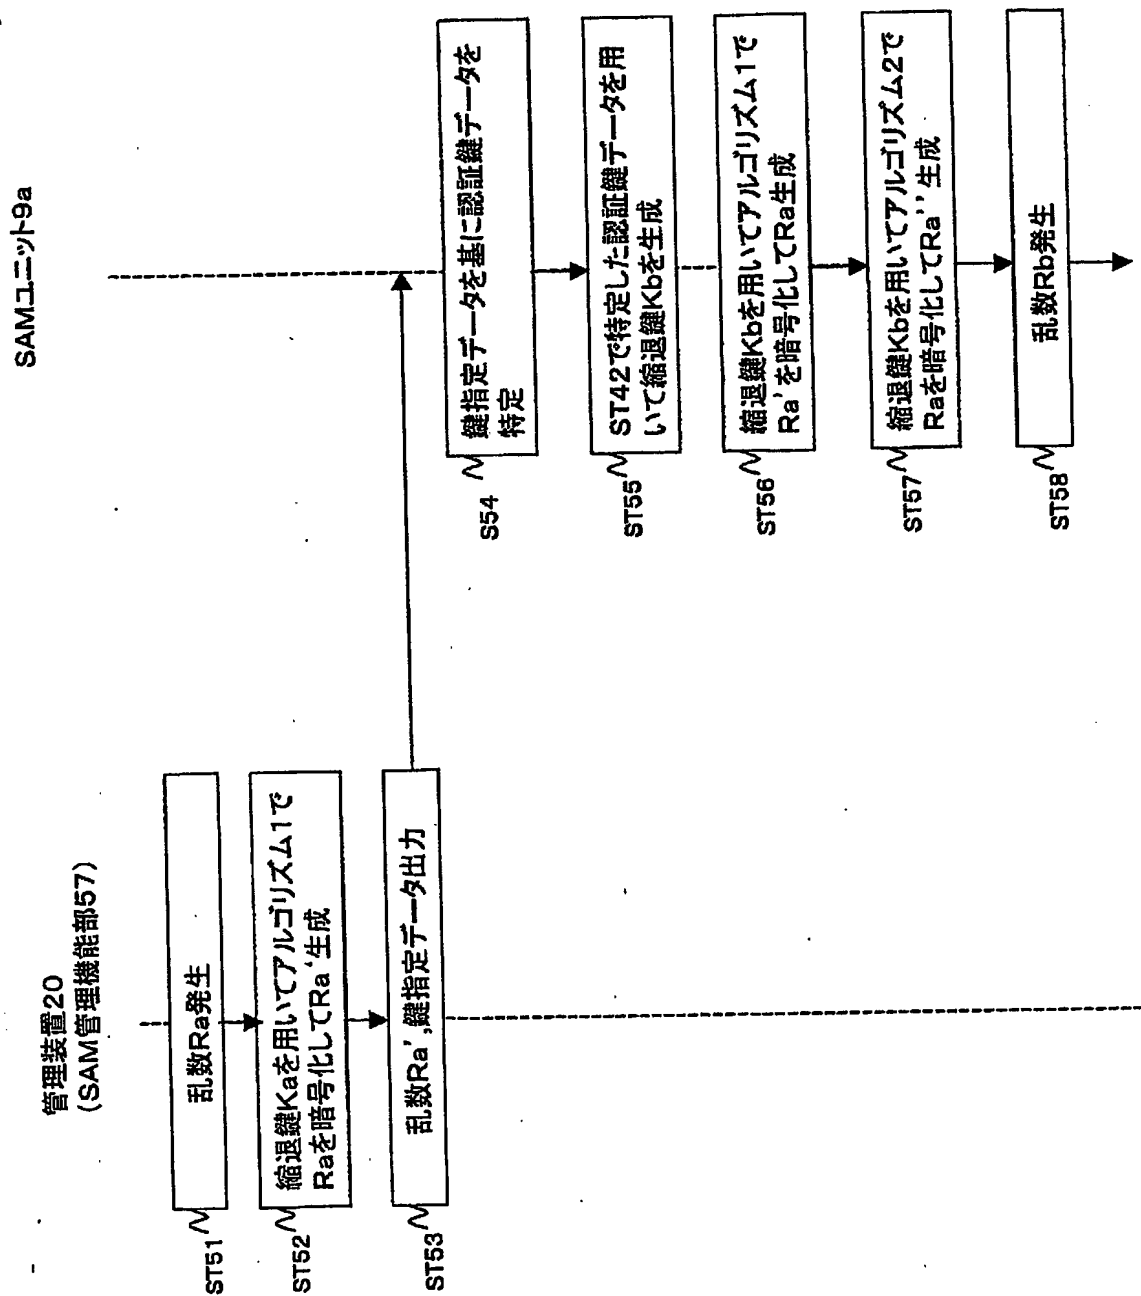 管理装置20
(SAM管理機能部57)
SAMユニット9a
ST51
乱数Ra発生
ST52
縮退鍵Kaを用いてアルゴリズム1で
Raを暗号化してRa'生成
ST53
乱数Ra',鍵指定データ出力
S54
鍵指定データを基に認証鍵データを
特定
ST55
ST42で特定した認証鍵データを用
いて縮退鍵Kbを生成
ST56
縮退鍵Kbを用いてアルゴリズム1で
Ra'を暗号化してRa生成
ST57
縮退鍵Kbを用いてアルゴリズム2で
Raを暗号化してRa''生成
ST58
乱数Rb発生